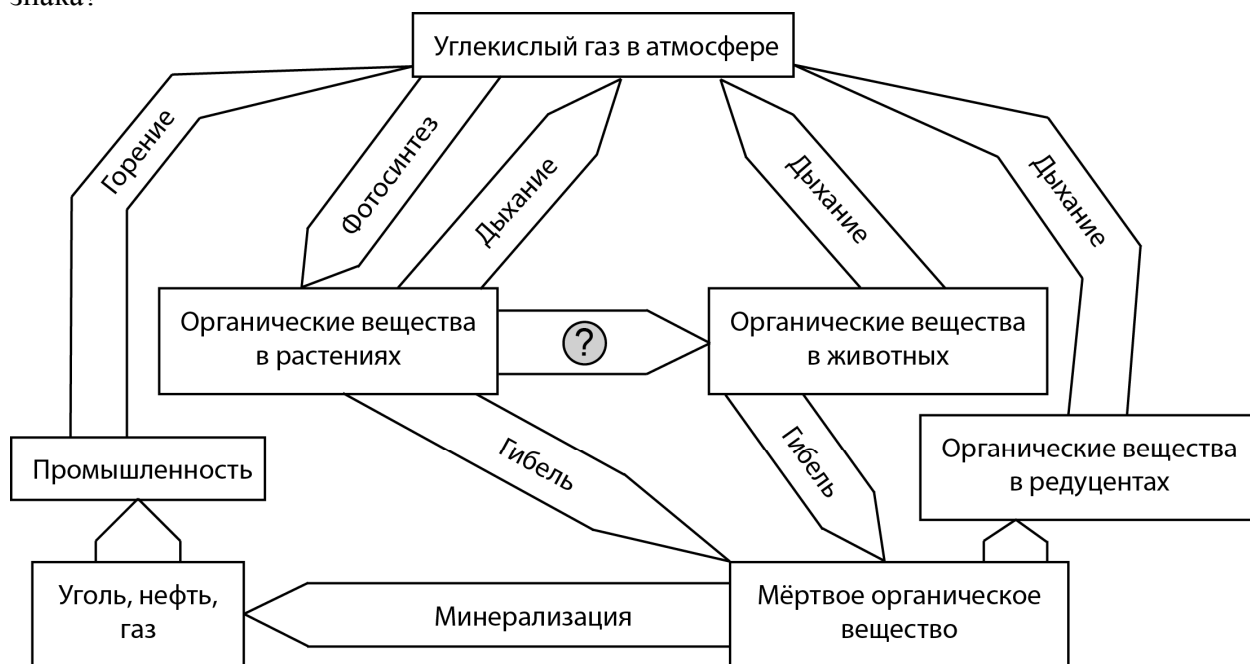 знака?
Углекислый газ в атмосфере
Горение
Фотосинтез
Дыхание
Дыхание
Дыхание
Органические вещества
в растениях
?
Органические вещества
в животных
Гибель
Гибель
Промышленность
Органические вещества
в редуцентах
Уголь, нефть,
газ
Минерализация
Мёртвое органическое
вещество